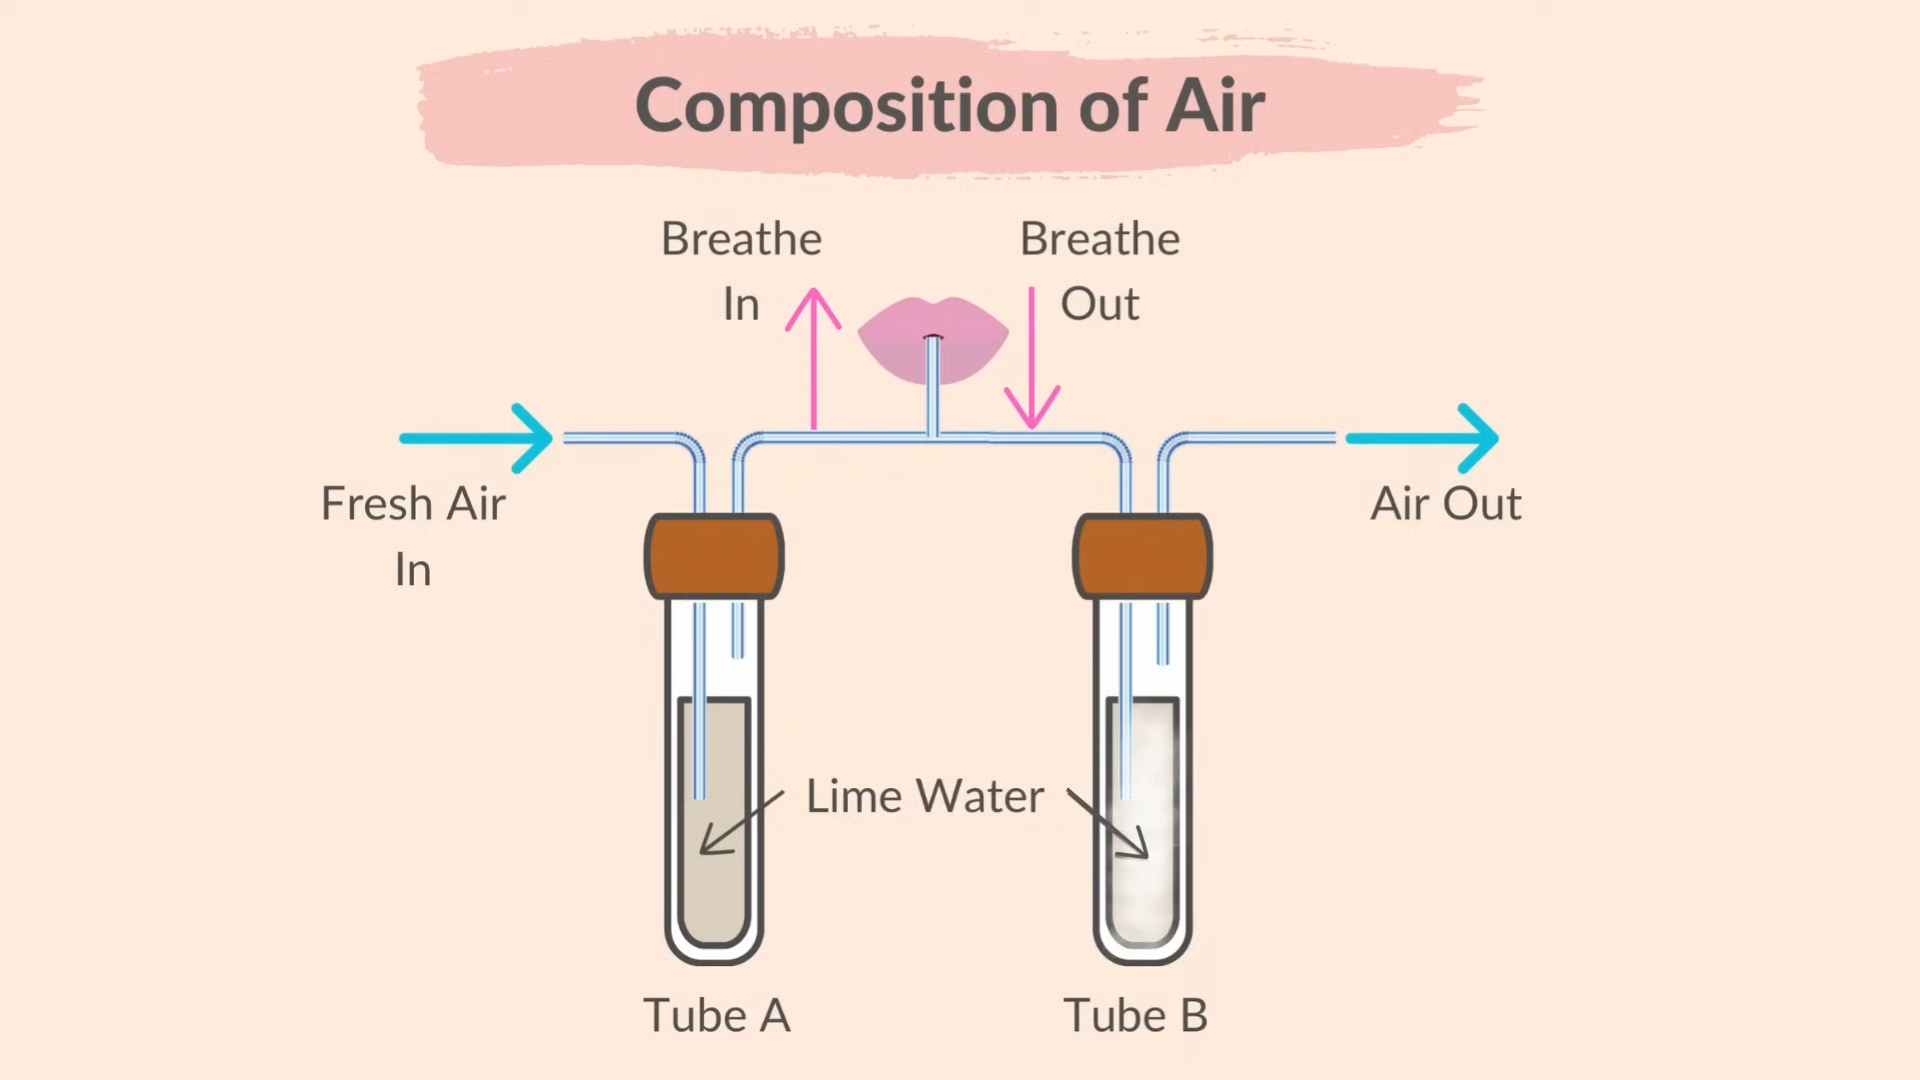 Composition of Air
Breathe
In
Breathe
Out
Fresh Air
In
Air Out
Lime Water
Tube A
Tube B